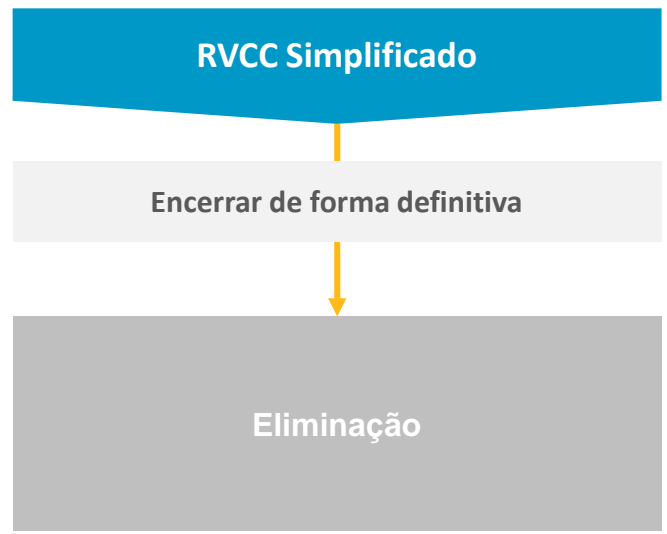 RVCC Simplificado
Encerrar de forma definitiva
Eliminação